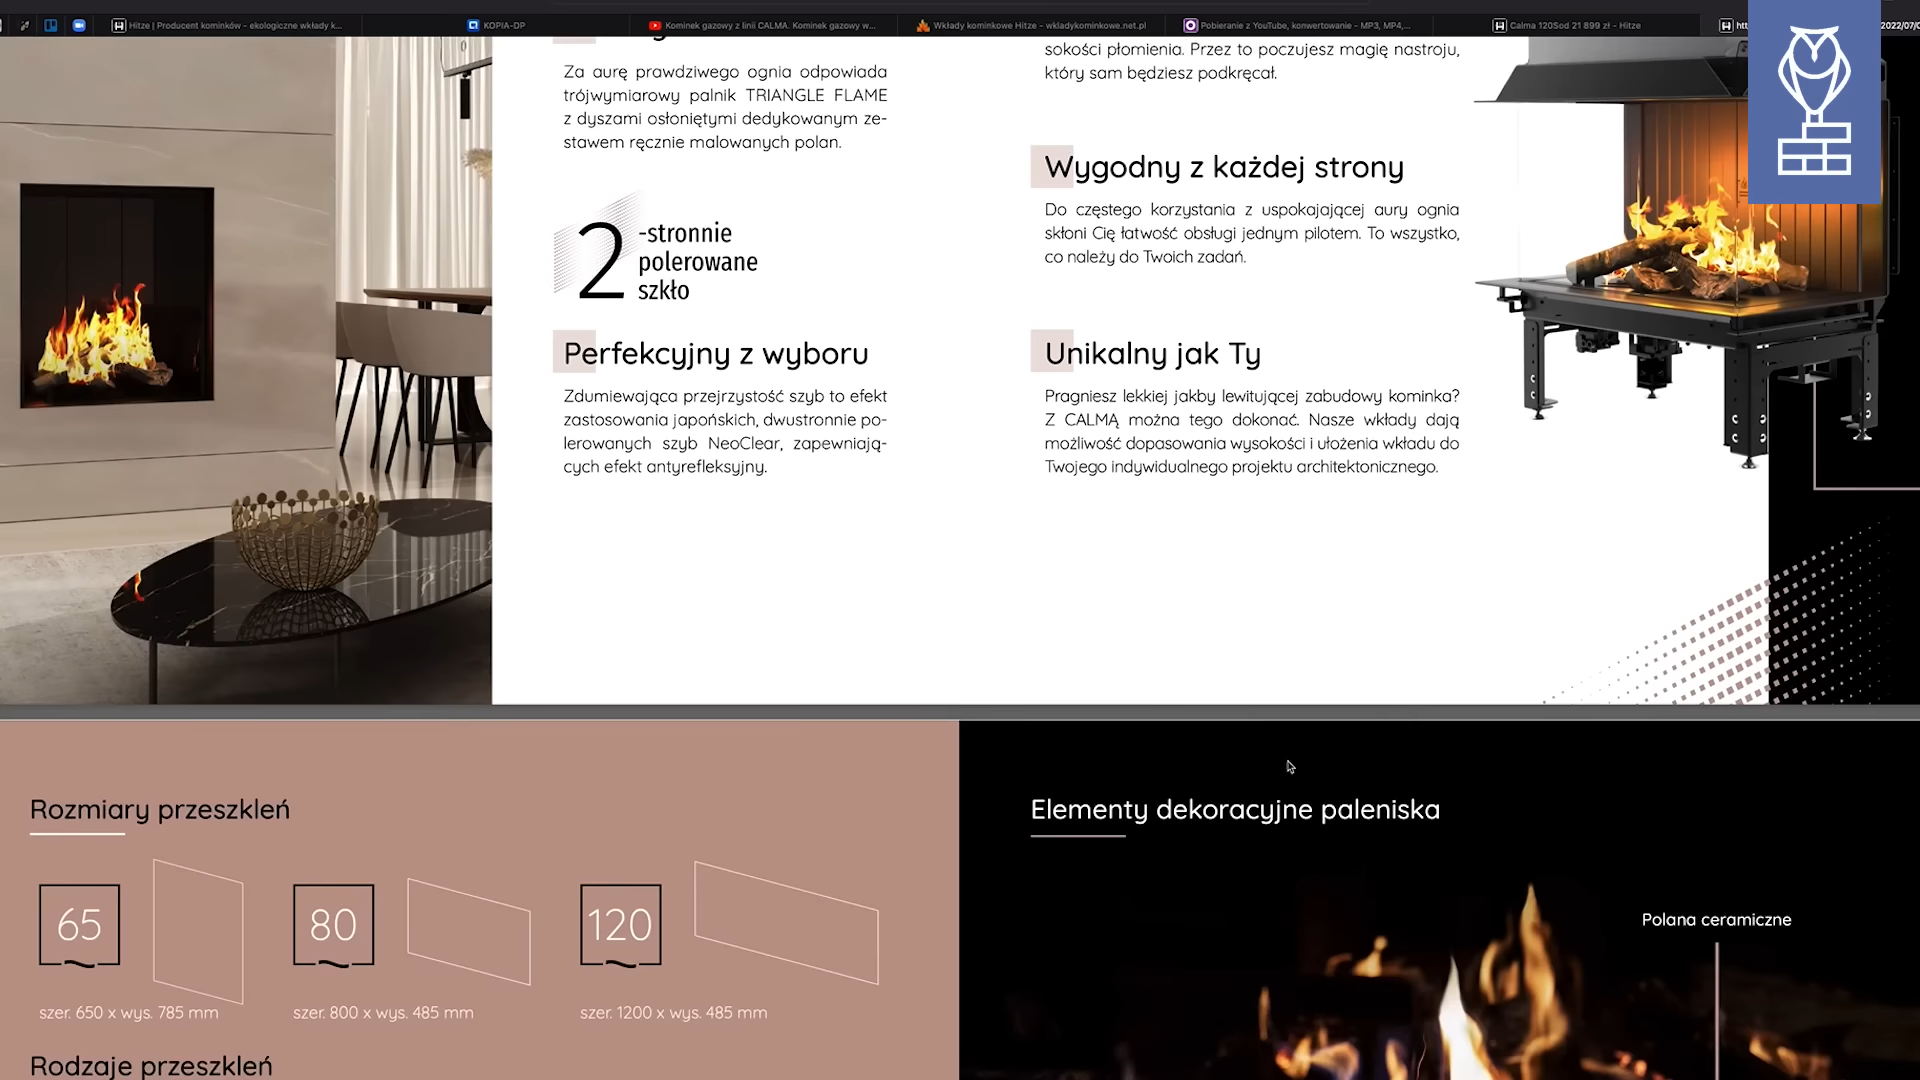 Hitze | Producent kominków - ekologiczne wkłady k...
KOPIA-DP
Kominek gazowy z linii CALMA. Kominek gazowy w...
Wkłady kominkowe Hitze - wkladykominkowe.net.pl
Pobieranie z YouTube, konwertowanie - MP3, MP4,...
Calma 120Sod 21 899 zł - Hitze
2022/07/
Za aurę prawdziwego ognia odpowiada
trójwymiarowy palnik TRIANGLE FLAME
z dyszami osłoniętymi dedykowanym ze-
stawem ręcznie malowanych polan.
2 -stronnie
polerowane
szkło
Perfekcyjny z wyboru
Zdumiewająca przejrzystość szyb to efekt
zastosowania japońskich, dwustronnie po-
lerowanych szyb NeoClear, zapewniają-
cych efekt antyrefleksyjny.
sokości płomienia. Przez to poczujesz magię nastroju,
który sam będziesz podkręcał.
Wygodny z każdej strony
Do częstego korzystania z uspokajającej aury ognia
skłoni Cię łatwość obsługi jednym pilotem. To wszystko,
co należy do Twoich zadań.
Unikalny jak Ty
Pragniesz lekkiej jakby lewitującej zabudowy kominka?
Z CALMĄ można tego dokonać. Nasze wkłady dają
możliwość dopasowania wysokości i ułożenia wkładu do
Twojego indywidualnego projektu architektonicznego.
Rozmiary przeszkleń
65
80
120
szer. 650 x wys. 785 mm
szer. 800 x wys. 485 mm
szer. 1200 x wys. 485 mm
Rodzaje przeszkleń
Elementy dekoracyjne paleniska
Polana ceramiczne